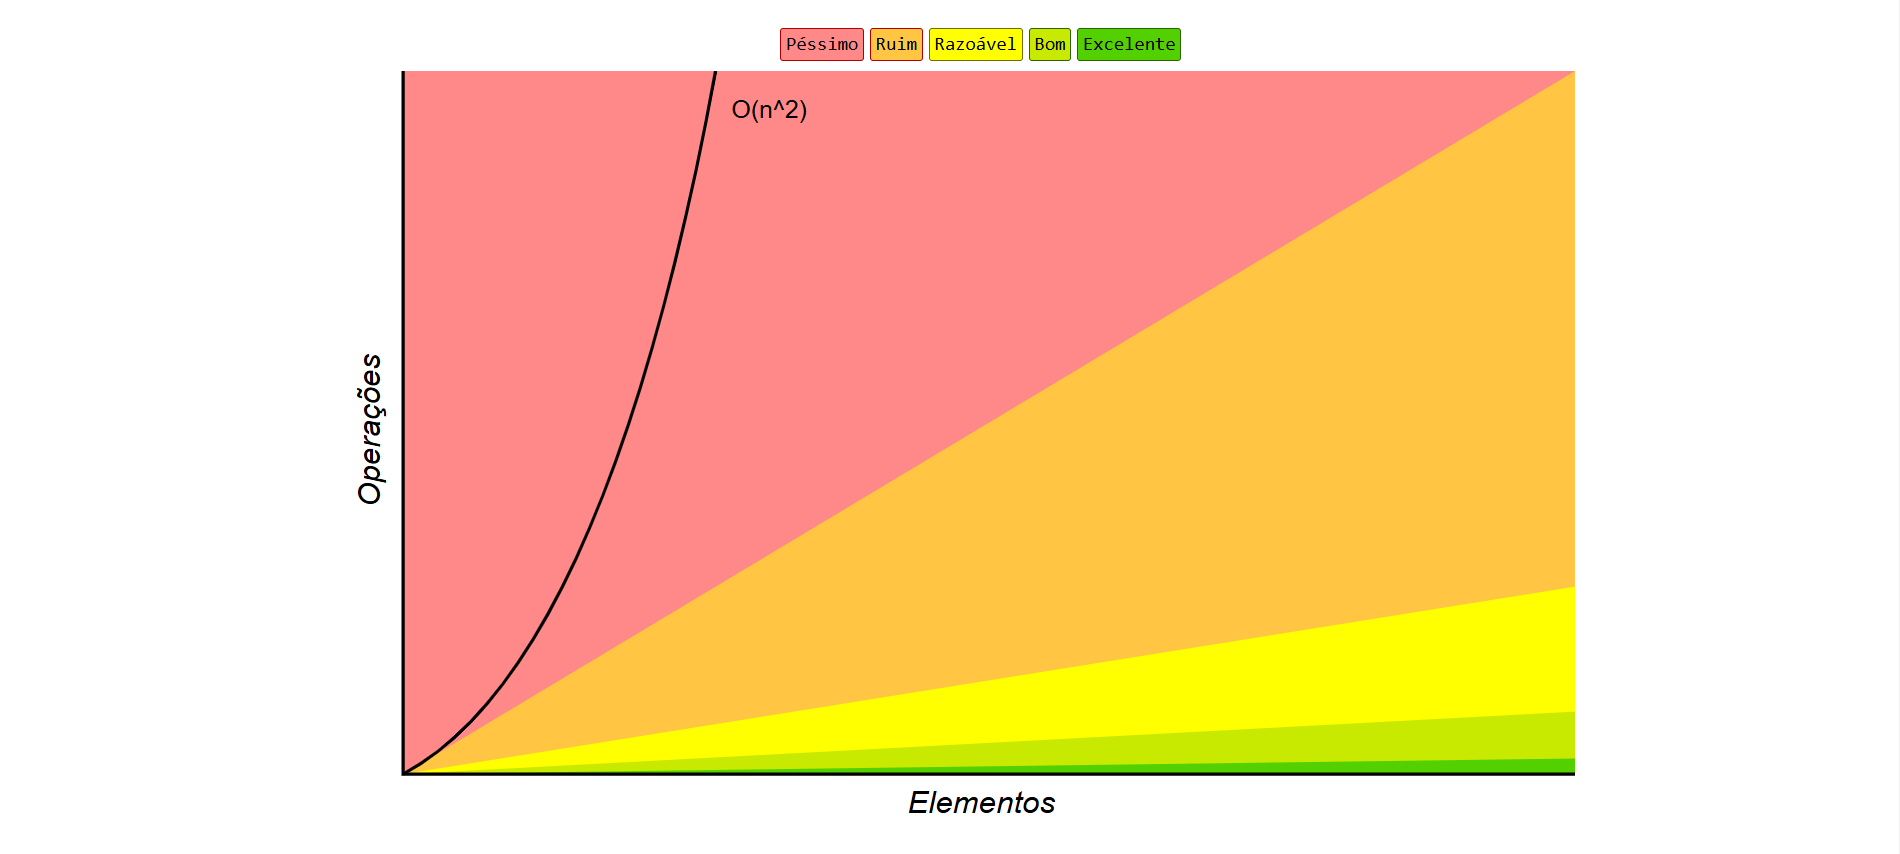 Péssimo Ruim Razoável Bom Excelente
O(n^2)
Operações
Elementos